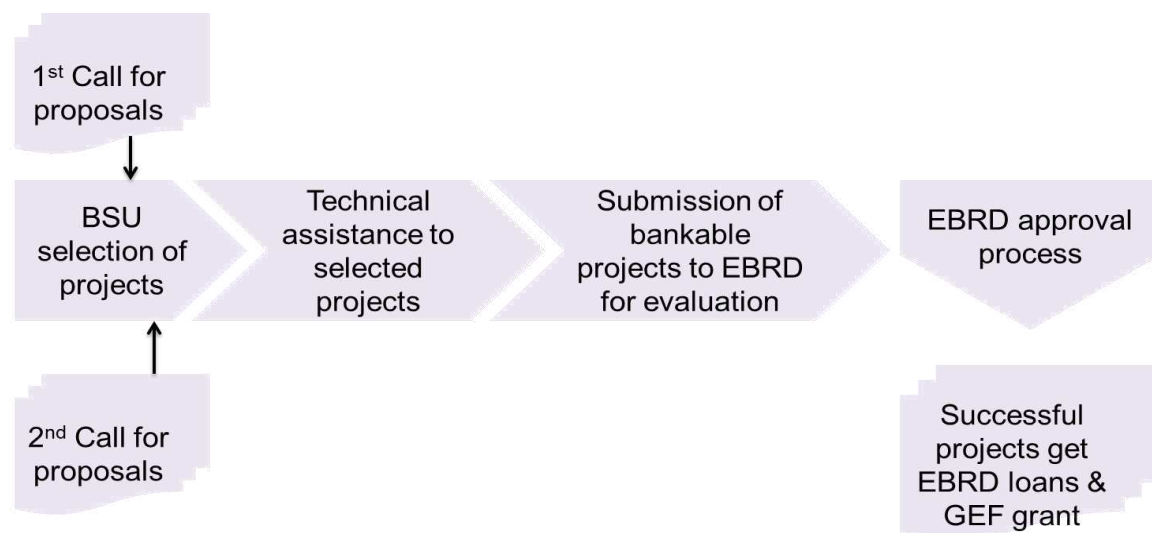 1st Call for
proposals
BSU
selection of
projects
Technical
assistance to
selected
projects
Submission of
bankable
projects to EBRD
for evaluation
EBRD approval
process
2nd Call for
proposals
Successful
projects get
EBRD loans &
GEF grant